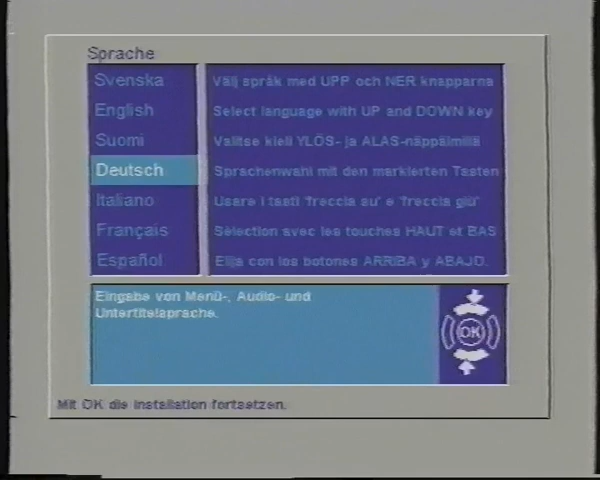 Sprache
Svenska Välj språk med UPP och NER knapparna
English Select language with UP and DOWN key
Suomi Valitse kieli YLÖS- ja ALAS-näppäimillä
Deutsch Sprachenwahl mit den markierten Tasten
Italiano Usare i tasti 'freccia su' e 'freccia giù'
Français Sélection avec les touches HAUT et BAS
Español Elija con los botones ARRIBA y ABAJO.
Eingabe von Menü-, Audio- und
Untertitelsprache.
OK
Mit OK die Installation fortsetzen.